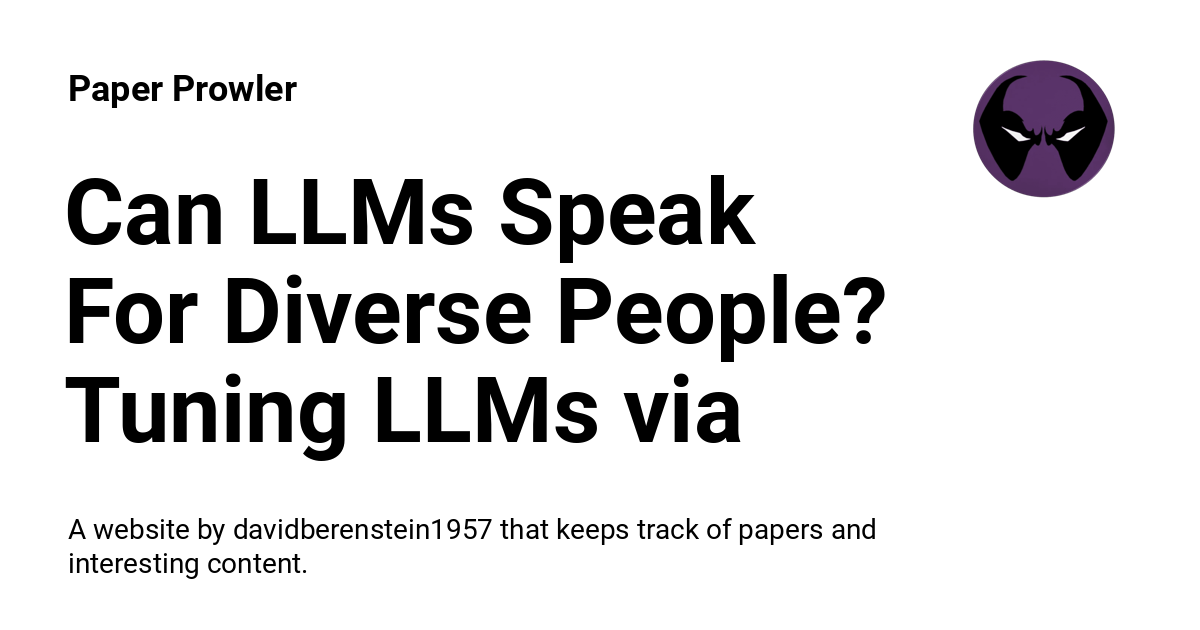 Paper Prowler
Can LLMs Speak
For Diverse People?
Tuning LLMs via
A website by davidberenstein1957 that keeps track of papers and
interesting content.